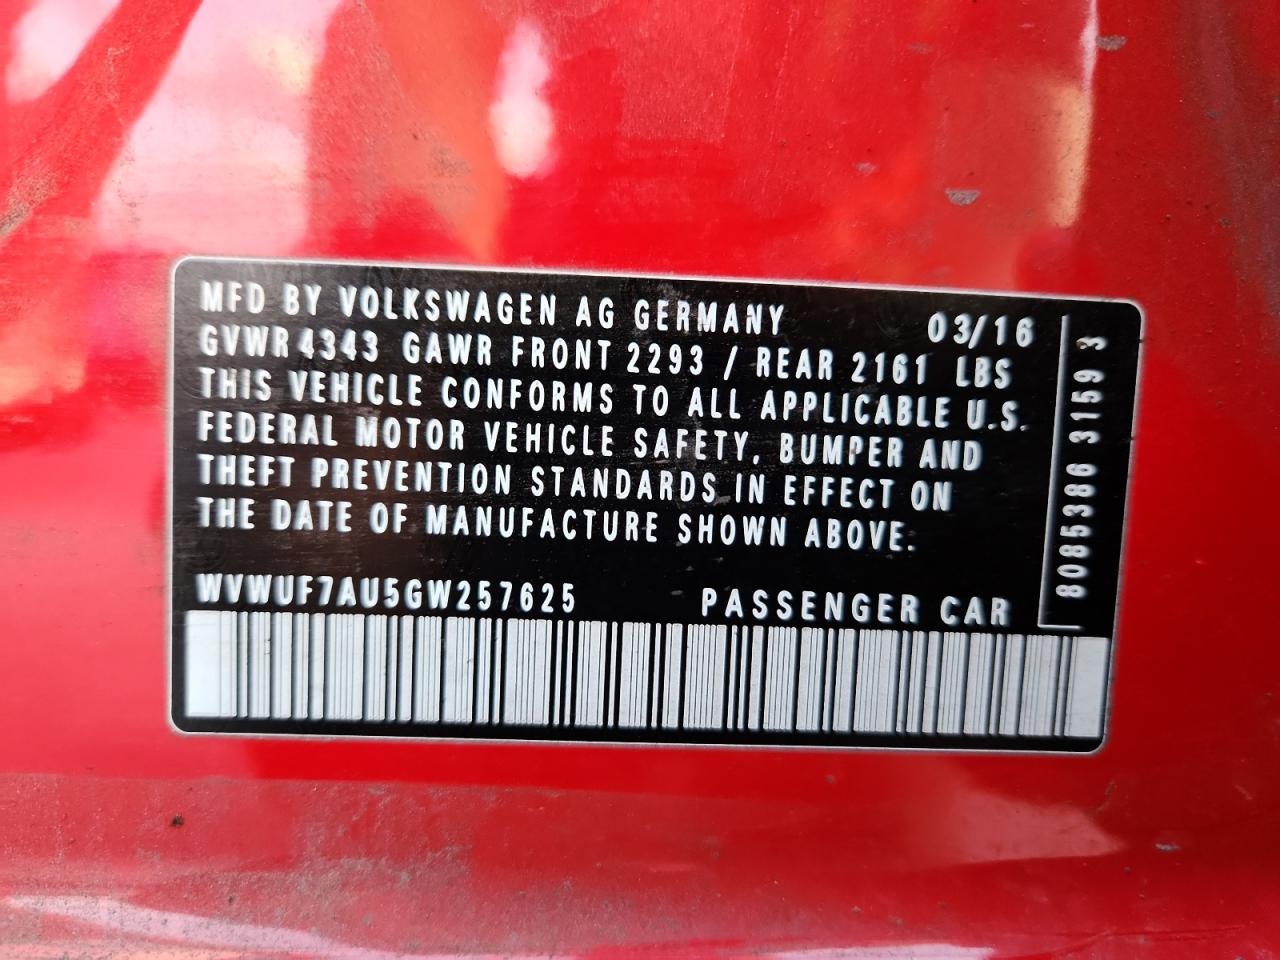 MFD BY VOLKSWAGEN AG GERMANY 03/16
GVWR 4343 GAWR FRONT 2293 / REAR 2161 LBS
THIS VEHICLE CONFORMS TO ALL APPLICABLE U.S.
FEDERAL MOTOR VEHICLE SAFETY, BUMPER AND
THEFT PREVENTION STANDARDS IN EFFECT ON
THE DATE OF MANUFACTURE SHOWN ABOVE.
WVWUF7AU5GW257625 PASSENGER CAR
8085386 3159 3